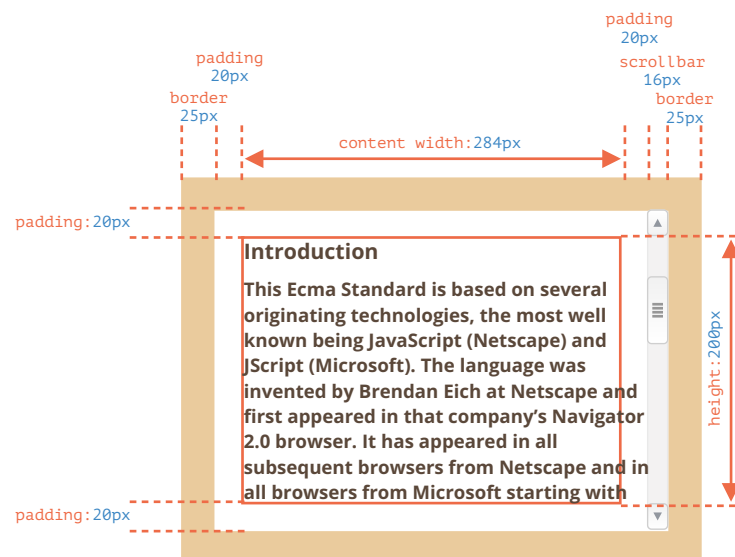 padding
20px
padding
20px
scrollbar
16px
border
25px
border
25px
content width:284px
padding:20px
Introduction
This Ecma Standard is based on several
originating technologies, the most well
known being JavaScript (Netscape) and
JScript (Microsoft). The language was
invented by Brendan Eich at Netscape and
first appeared in that company’s Navigator
2.0 browser. It has appeared in all
subsequent browsers from Netscape and in
all browsers from Microsoft starting with
height:200px
padding:20px